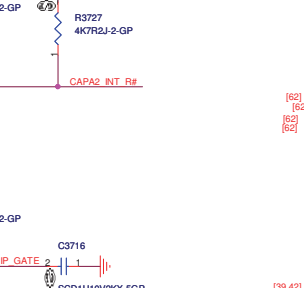 2-GP
R3727
4K7R2J-2-GP
1
CAPA2_INT_R#
[62]
[62
[62]
[62]
2-GP
C3716
IP_GATE 2 1
[39,42]